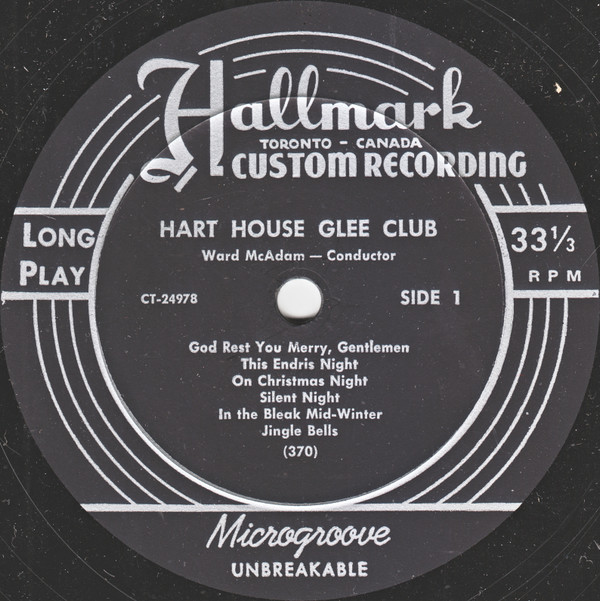 Hallmark
TORONTO - CANADA
CUSTOM RECORDING
HART HOUSE GLEE CLUB
Ward McAdam — Conductor
LONG PLAY
33⅓ RPM
CT-24978
SIDE 1
God Rest You Merry, Gentlemen
This Endris Night
On Christmas Night
Silent Night
In the Bleak Mid-Winter
Jingle Bells
(370)
Microgroove
UNBREAKABLE